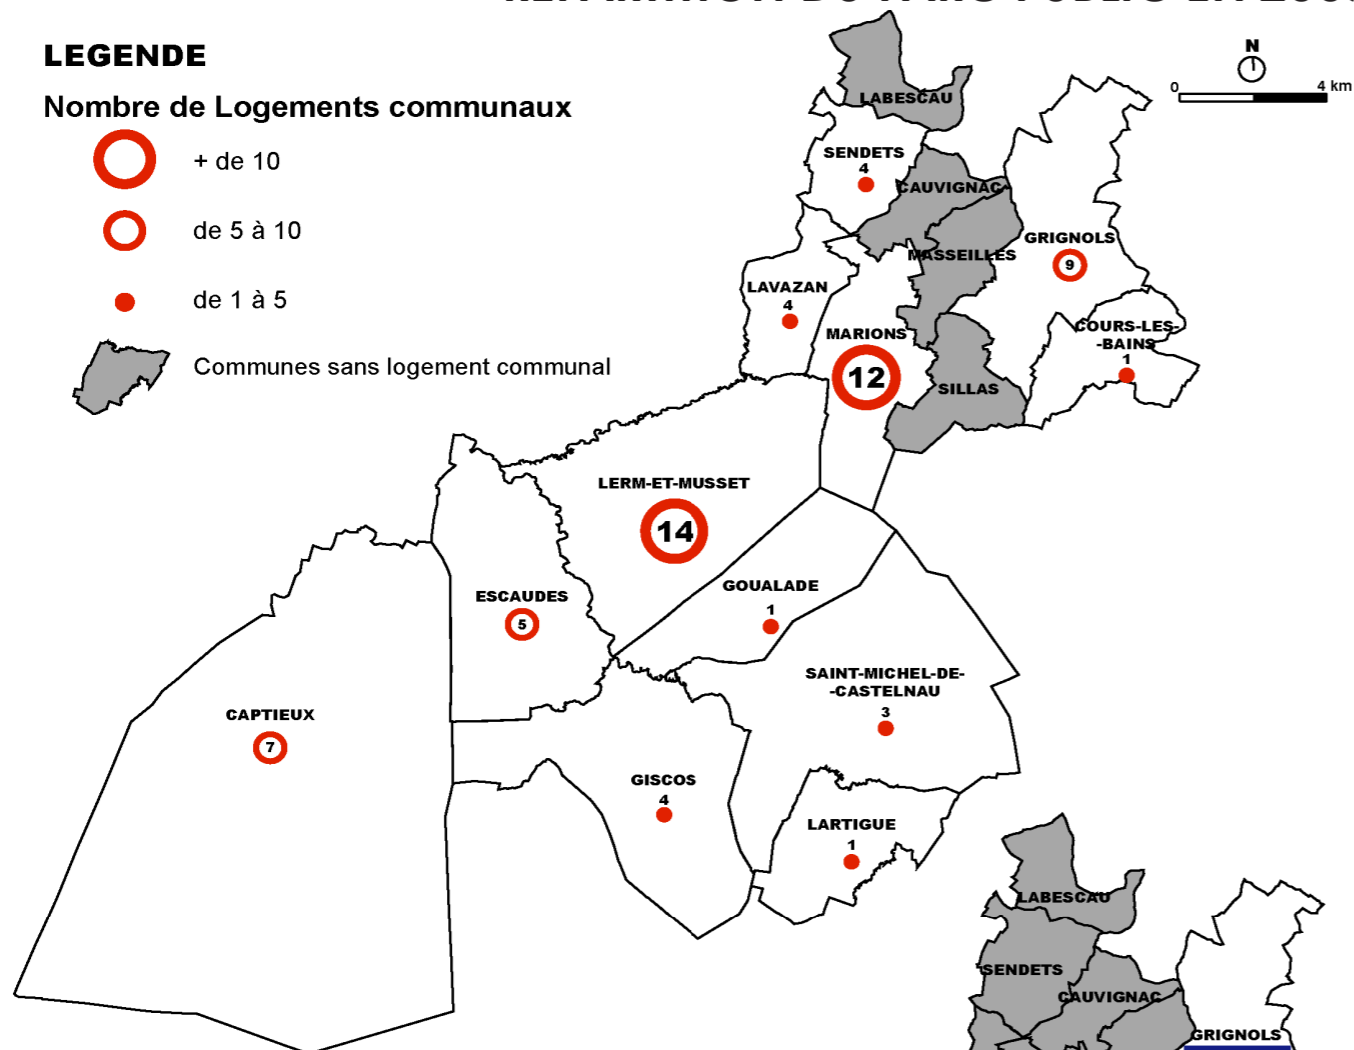 LEGENDE
Nombre de Logements communaux
+ de 10
de 5 à 10
de 1 à 5
Communes sans logement communal
N
0 4 km
LABESCAU
SENDETS
4
CAUVIGNAC
MASSEILLES
GRIGNOLS
9
LAVAZAN
4
MARIONS
12
COURS-LES-
-BAINS
1
SILLAS
LERM-ET-MUSSET
14
ESCAUDES
5
GOUALADE
1
SAINT-MICHEL-DE-
-CASTELNAU
3
CAPTIEUX
7
GISCOS
4
LARTIGUE
1
LABESCAU
SENDETS
CAUVIGNAC
GRIGNOLS